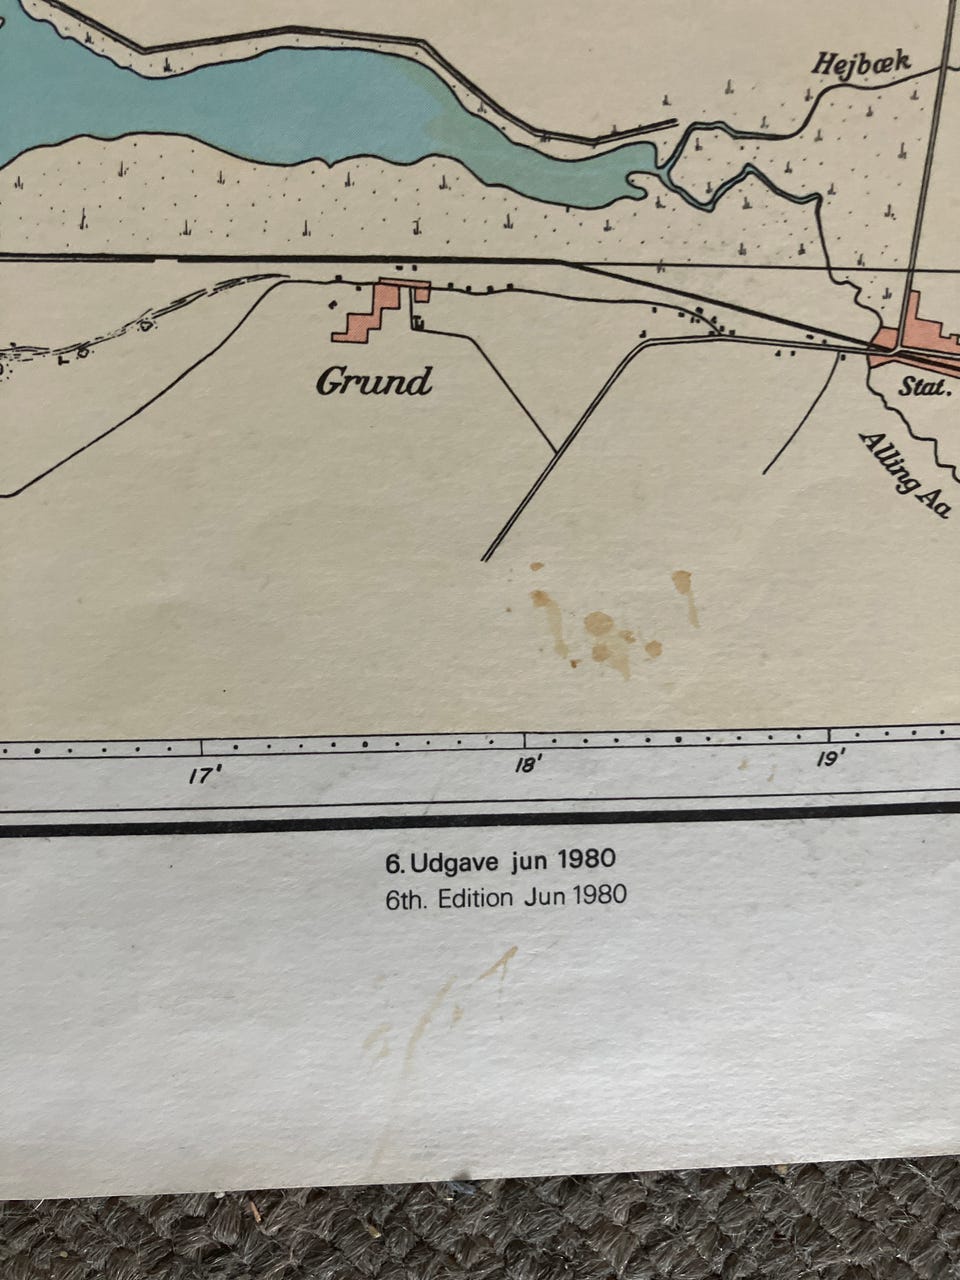 Hejbæk
Grund
Stat.
Alling Aa
17'
18'
19'
6. Udgave jun 1980
6th. Edition Jun 1980